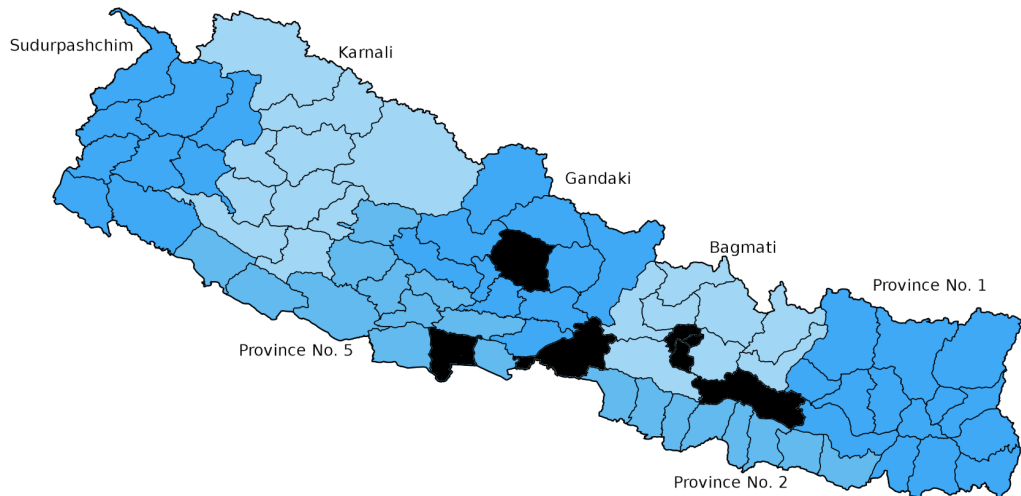 Sudurpashchim
Karnali
Gandaki
Bagmati
Province No. 1
Province No. 5
Province No. 2